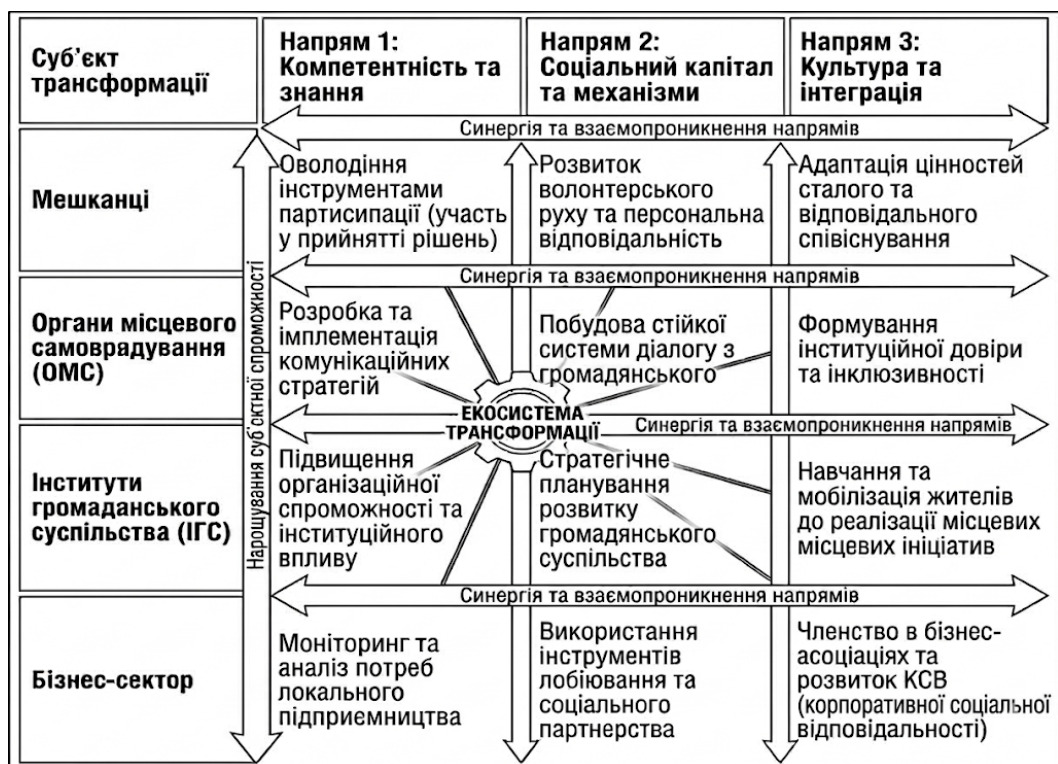 Суб'єкт
трансформації
Напрям 1:
Компетентність та
знання
Напрям 2:
Соціальний капітал
та механізми
Напрям 3:
Культура та
інтеграція
Синергія та взаємопроникнення напрямів
Нарощування суб'єктної спроможності
Мешканці
Оволодіння
інструментами
партисипації (участь
у прийнятті рішень)
Розвиток
волонтерського
руху та персональна
відповідальність
Адаптація цінностей
сталого та
відповідального
співіснування
Синергія та взаємопроникнення напрямів
Органи місцевого
самоврадування
(ОМС)
Розробка та
імплементація
комунікаційних
стратегій
Побудова стійкої
системи діалогу з
громадянського
Формування
інституційної довіри
та інклюзивності
ЕКОСИСТЕМА
ТРАНСФОРМАЦІЇ
Синергія та взаємопроникнення напрямів
Інститути
громаданського
суспільства (ІГС)
Підвищення
організаційної
спроможності та
інституційного
впливу
Стратегічне
планування
розвитку
громадянського
суспільства
Навчання та
мобілізація жителів
до реалізації місцевих
місцевих ініціатив
Синергія та взаємопроникнення напрямів
Бізнес-сектор
Моніторинг та
аналіз потреб
локального
підприємництва
Використання
інструментів
лобіювання та
соціального
партнерства
Членство в бізнес-
асоціаціях та
розвиток КСВ
(корпоративної соціальної
відповідальності)